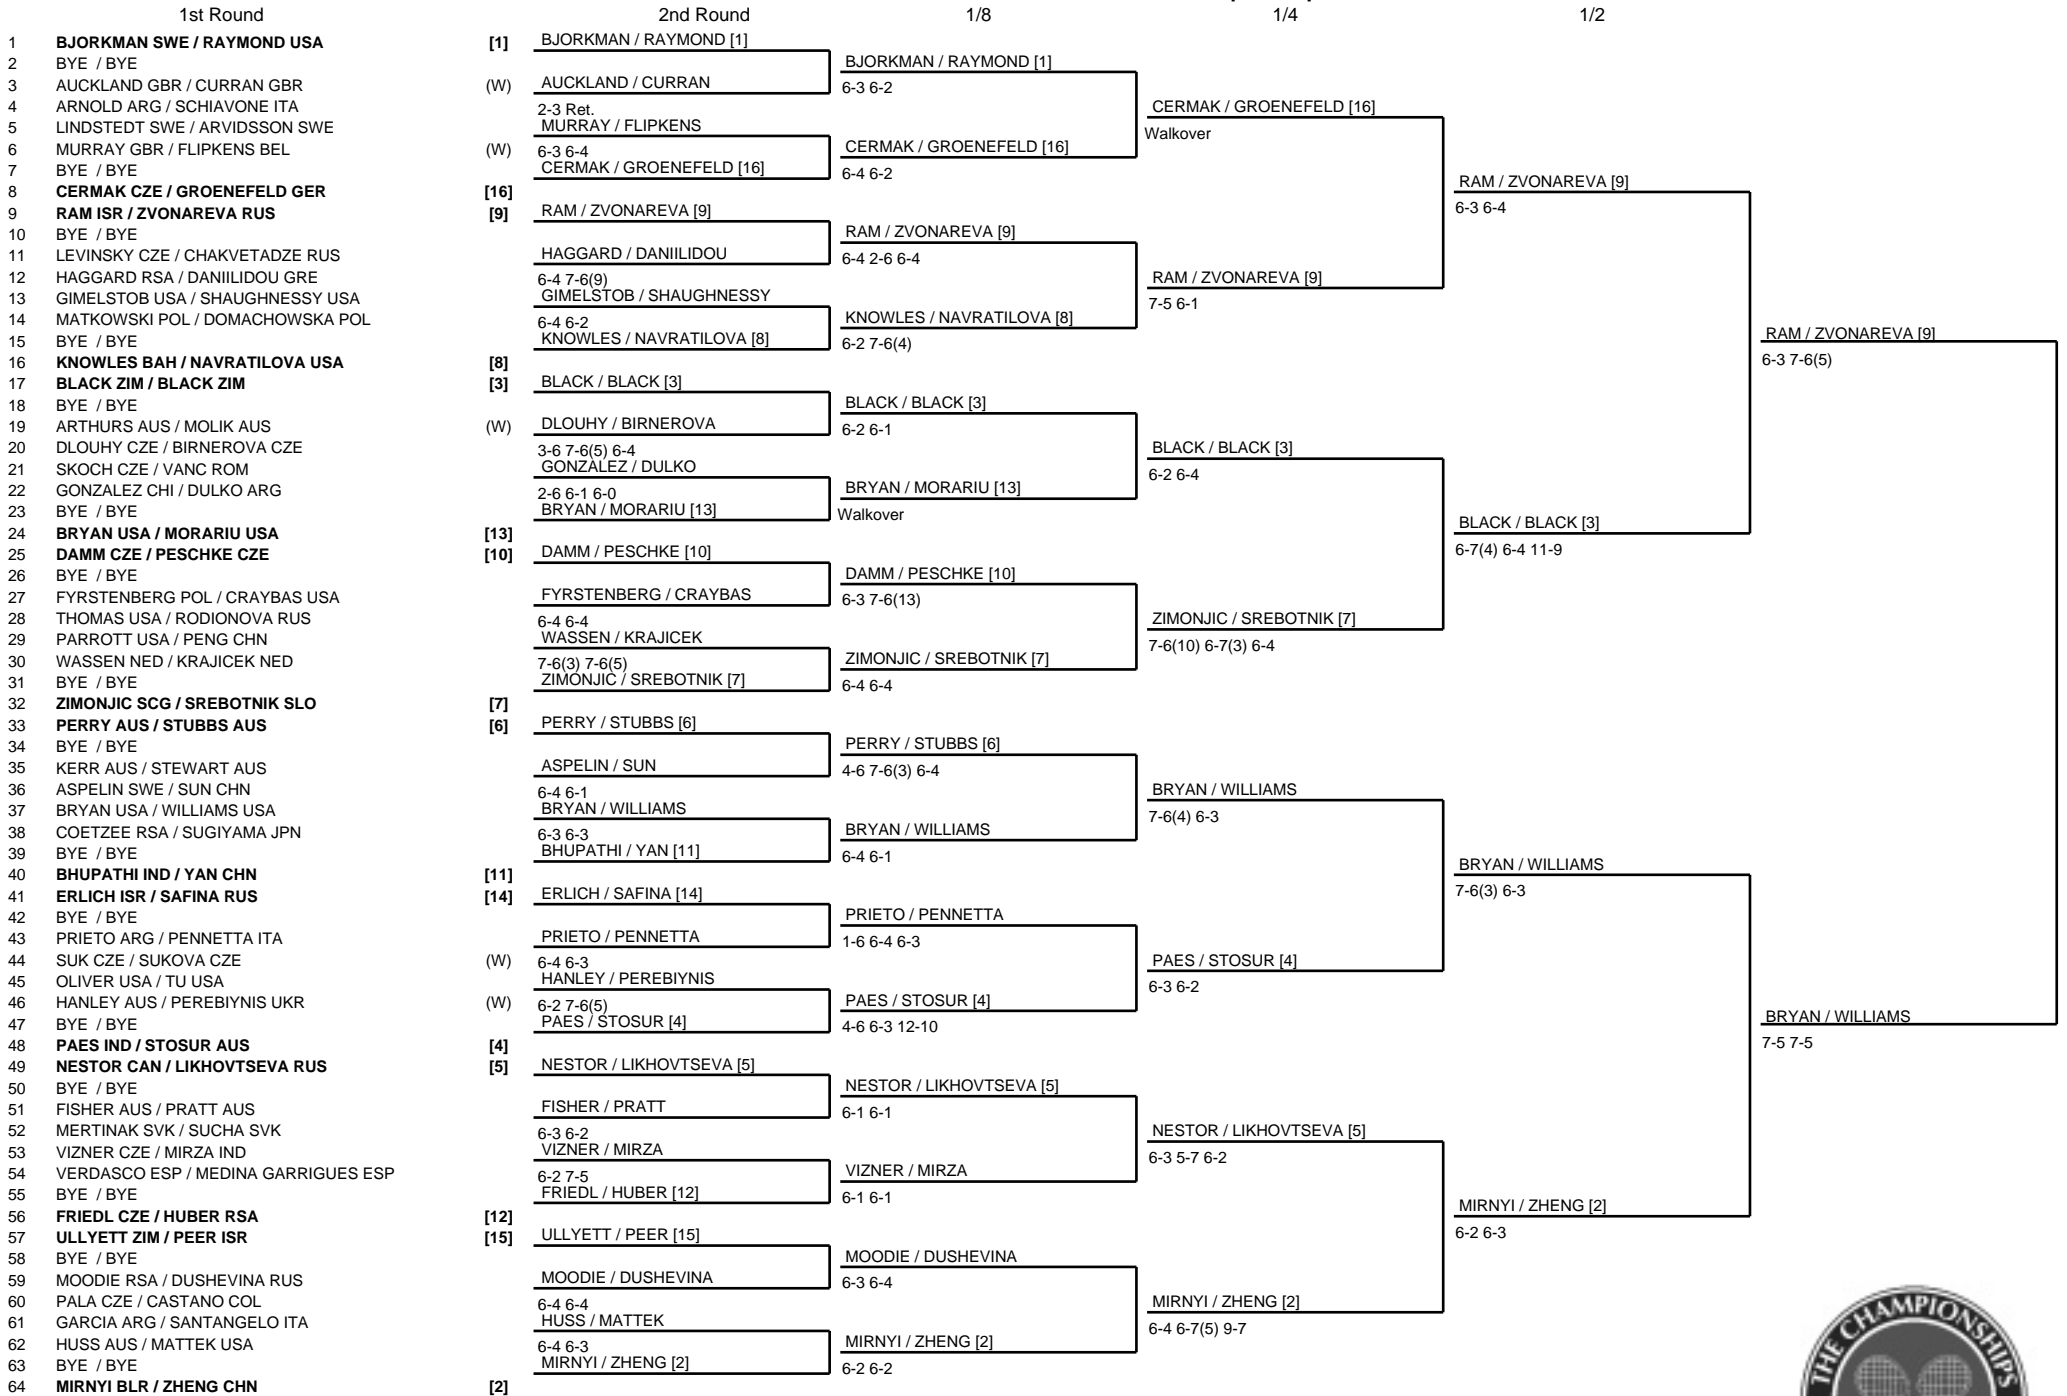 1st Round 2nd Round 1/8 1/4 1/2
1 BJORKMAN SWE / RAYMOND USA [1]
2 BYE / BYE
3 AUCKLAND GBR / CURRAN GBR (W)
4 ARNOLD ARG / SCHIAVONE ITA
5 LINDSTEDT SWE / ARVIDSSON SWE
6 MURRAY GBR / FLIPKENS BEL (W)
7 BYE / BYE
8 CERMAK CZE / GROENEFELD GER [16]
9 RAM ISR / ZVONAREVA RUS [9]
10 BYE / BYE
11 LEVINSKY CZE / CHAKVETADZE RUS
12 HAGGARD RSA / DANIILIDOU GRE
13 GIMELSTOB USA / SHAUGHNESSY USA
14 MATKOWSKI POL / DOMACHOWSKA POL
15 BYE / BYE
16 KNOWLES BAH / NAVRATILOVA USA [8]
17 BLACK ZIM / BLACK ZIM [3]
18 BYE / BYE
19 ARTHURS AUS / MOLIK AUS (W)
20 DLOUHY CZE / BIRNEROVA CZE
21 SKOCH CZE / VANC ROM
22 GONZALEZ CHI / DULKO ARG
23 BYE / BYE
24 BRYAN USA / MORARIU USA [13]
25 DAMM CZE / PESCHKE CZE [10]
26 BYE / BYE
27 FYRSTENBERG POL / CRAYBAS USA
28 THOMAS USA / RODIONOVA RUS
29 PARROTT USA / PENG CHN
30 WASSEN NED / KRAJICEK NED
31 BYE / BYE
32 ZIMONJIC SCG / SREBOTNIK SLO [7]
33 PERRY AUS / STUBBS AUS [6]
34 BYE / BYE
35 KERR AUS / STEWART AUS
36 ASPELIN SWE / SUN CHN
37 BRYAN USA / WILLIAMS USA
38 COETZEE RSA / SUGIYAMA JPN
39 BYE / BYE
40 BHUPATHI IND / YAN CHN [11]
41 ERLICH ISR / SAFINA RUS [14]
42 BYE / BYE
43 PRIETO ARG / PENNETTA ITA
44 SUK CZE / SUKOVA CZE (W)
45 OLIVER USA / TU USA
46 HANLEY AUS / PEREBIYNIS UKR (W)
47 BYE / BYE
48 PAES IND / STOSUR AUS [4]
49 NESTOR CAN / LIKHOVTSEVA RUS [5]
50 BYE / BYE
51 FISHER AUS / PRATT AUS
52 MERTINAK SVK / SUCHA SVK
53 VIZNER CZE / MIRZA IND
54 VERDASCO ESP / MEDINA GARRIGUES ESP
55 BYE / BYE
56 FRIEDL CZE / HUBER RSA [12]
57 ULLYETT ZIM / PEER ISR [15]
58 BYE / BYE
59 MOODIE RSA / DUSHEVINA RUS
60 PALA CZE / CASTANO COL
61 GARCIA ARG / SANTANGELO ITA
62 HUSS AUS / MATTEK USA
63 BYE / BYE
64 MIRNYI BLR / ZHENG CHN [2]
BJORKMAN / RAYMOND [1]
AUCKLAND / CURRAN
2-3 Ret.
MURRAY / FLIPKENS
6-3 6-4
CERMAK / GROENEFELD [16]
RAM / ZVONAREVA [9]
HAGGARD / DANIILIDOU
6-4 7-6(9)
GIMELSTOB / SHAUGHNESSY
6-4 6-2
KNOWLES / NAVRATILOVA [8]
BLACK / BLACK [3]
DLOUHY / BIRNEROVA
3-6 7-6(5) 6-4
GONZALEZ / DULKO
2-6 6-1 6-0
BRYAN / MORARIU [13]
DAMM / PESCHKE [10]
FYRSTENBERG / CRAYBAS
6-4 6-4
WASSEN / KRAJICEK
7-6(3) 7-6(5)
ZIMONJIC / SREBOTNIK [7]
PERRY / STUBBS [6]
ASPELIN / SUN
6-4 6-1
BRYAN / WILLIAMS
6-3 6-3
BHUPATHI / YAN [11]
ERLICH / SAFINA [14]
PRIETO / PENNETTA
6-4 6-3
HANLEY / PEREBIYNIS
6-2 7-6(5)
PAES / STOSUR [4]
NESTOR / LIKHOVTSEVA [5]
FISHER / PRATT
6-3 6-2
VIZNER / MIRZA
6-2 7-5
FRIEDL / HUBER [12]
ULLYETT / PEER [15]
MOODIE / DUSHEVINA
6-4 6-4
HUSS / MATTEK
6-4 6-3
MIRNYI / ZHENG [2]
BJORKMAN / RAYMOND [1]
6-3 6-2
CERMAK / GROENEFELD [16]
6-4 6-2
RAM / ZVONAREVA [9]
6-4 2-6 6-4
KNOWLES / NAVRATILOVA [8]
6-2 7-6(4)
BLACK / BLACK [3]
6-2 6-1
BRYAN / MORARIU [13]
Walkover
DAMM / PESCHKE [10]
6-3 7-6(13)
ZIMONJIC / SREBOTNIK [7]
6-4 6-4
PERRY / STUBBS [6]
4-6 7-6(3) 6-4
BRYAN / WILLIAMS
6-4 6-1
PRIETO / PENNETTA
1-6 6-4 6-3
PAES / STOSUR [4]
4-6 6-3 12-10
NESTOR / LIKHOVTSEVA [5]
6-1 6-1
VIZNER / MIRZA
6-1 6-1
MOODIE / DUSHEVINA
6-3 6-4
MIRNYI / ZHENG [2]
6-2 6-2
CERMAK / GROENEFELD [16]
Walkover
RAM / ZVONAREVA [9]
7-5 6-1
BLACK / BLACK [3]
6-2 6-4
ZIMONJIC / SREBOTNIK [7]
7-6(10) 6-7(3) 6-4
BRYAN / WILLIAMS
7-6(4) 6-3
PAES / STOSUR [4]
6-3 6-2
NESTOR / LIKHOVTSEVA [5]
6-3 5-7 6-2
MIRNYI / ZHENG [2]
6-4 6-7(5) 9-7
RAM / ZVONAREVA [9]
6-3 6-4
BLACK / BLACK [3]
6-7(4) 6-4 11-9
BRYAN / WILLIAMS
7-6(3) 6-3
MIRNYI / ZHENG [2]
6-2 6-3
RAM / ZVONAREVA [9]
6-3 7-6(5)
BRYAN / WILLIAMS
7-5 7-5
THE CHAMPIONSHIPS